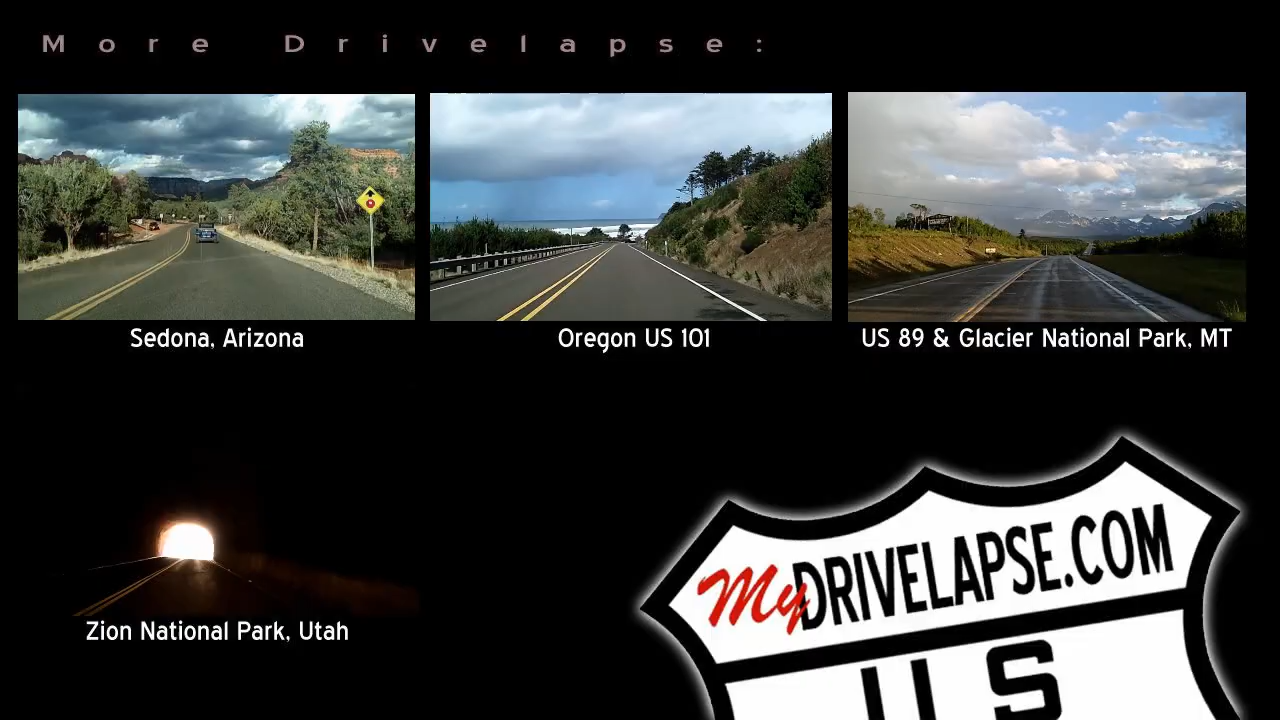 More Drivelapse:
Sedona, Arizona
Oregon US 101
US 89 & Glacier National Park, MT
Zion National Park, Utah
MyDRIVELAPSE.COM
US